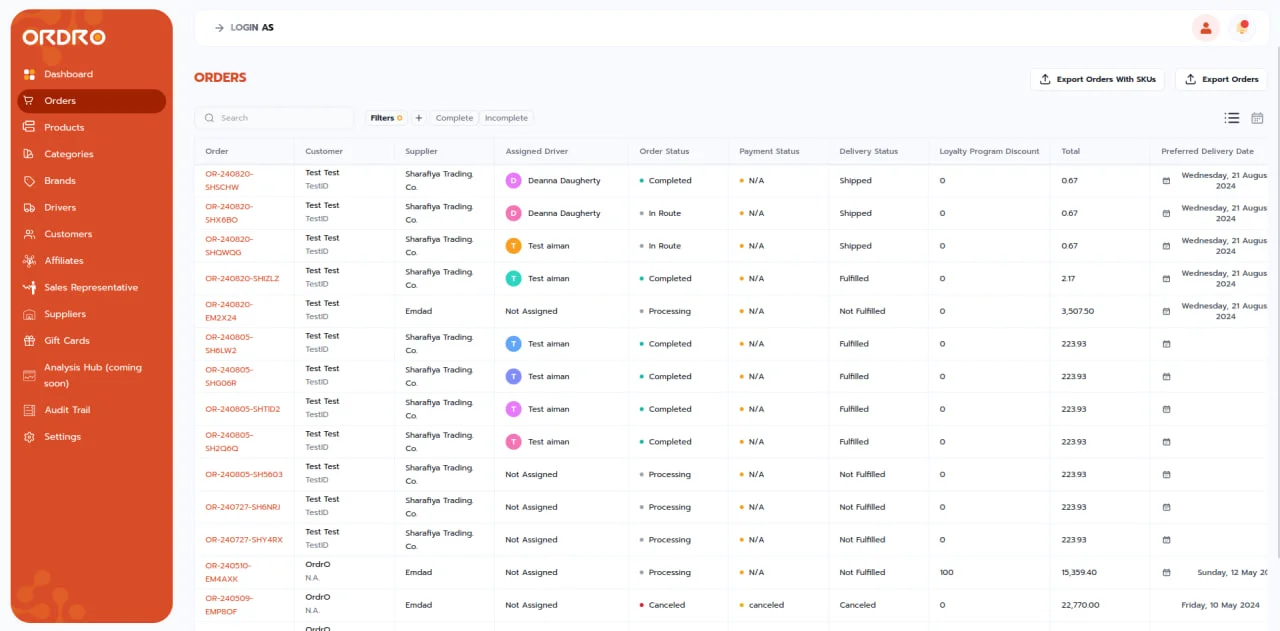 ORDRO
Dashboard
Orders
Products
Categories
Brands
Drivers
Customers
Affiliates
Sales Representative
Suppliers
Gift Cards
Analysis Hub (coming
soon)
Audit Trail
Settings
LOGIN AS
ORDERS
Export Orders With SKUs
Export Orders
Search
Filters 0
+
Complete
Incomplete
Order Customer Supplier Assigned Driver Order Status Payment Status Delivery Status Loyalty Program Discount Total Preferred Delivery Date
OR-240820- Test Test Sharafiya Trading. Wednesday, 21 Augus
D Deanna Daugherty Completed N/A Shipped 0 0.67
SH5CHW TestID Co. 2024
OR-240820- Test Test Sharafiya Trading. Wednesday, 21 Augus
D Deanna Daugherty In Route N/A Shipped 0 0.67
SHX6BO TestID Co. 2024
OR-240820- Test Test Sharafiya Trading. Wednesday, 21 Augus
T Test aiman In Route N/A Shipped 0 0.67
SHQWQG TestID Co. 2024
Test Test Sharafiya Trading. Wednesday, 21 Augus
OR-240820-SHIZLZ T Test aiman Completed N/A Fulfilled 0 2.17
TestID Co. 2024
OR-240820- Test Test Wednesday, 21 Augus
Emdad Not Assigned Processing N/A Not Fulfilled 0 3,507.50
EM2X24 TestID 2024
OR-240805- Test Test Sharafiya Trading.
T Test aiman Completed N/A Fulfilled 0 223.93
SH6LW2 TestID Co.
OR-240805- Test Test Sharafiya Trading.
T Test aiman Completed N/A Fulfilled 0 223.93
SHG06R TestID Co.
Test Test Sharafiya Trading.
OR-240805-SHT1D2 T Test aiman Completed N/A Fulfilled 0 223.93
TestID Co.
OR-240805- Test Test Sharafiya Trading.
T Test aiman Completed N/A Fulfilled 0 223.93
SH2Q6Q TestID Co.
Test Test Sharafiya Trading.
OR-240805-SH5603 Not Assigned Processing N/A Not Fulfilled 0 223.93
TestID Co.
Test Test Sharafiya Trading.
OR-240727-SH6NRJ Not Assigned Processing N/A Not Fulfilled 0 223.93
TestID Co.
Test Test Sharafiya Trading.
OR-240727-SHY4RX Not Assigned Processing N/A Not Fulfilled 0 223.93
TestID Co.
OR-240510- OrdrO
Emdad Not Assigned Processing N/A Not Fulfilled 100 15,359.40 Sunday, 12 May 20
EM4AXK N.A.
OR-240509- OrdrO
Emdad Not Assigned Canceled canceled Canceled 0 22,770.00 Friday, 10 May 2024
EMP8OF N.A.
OrdrO